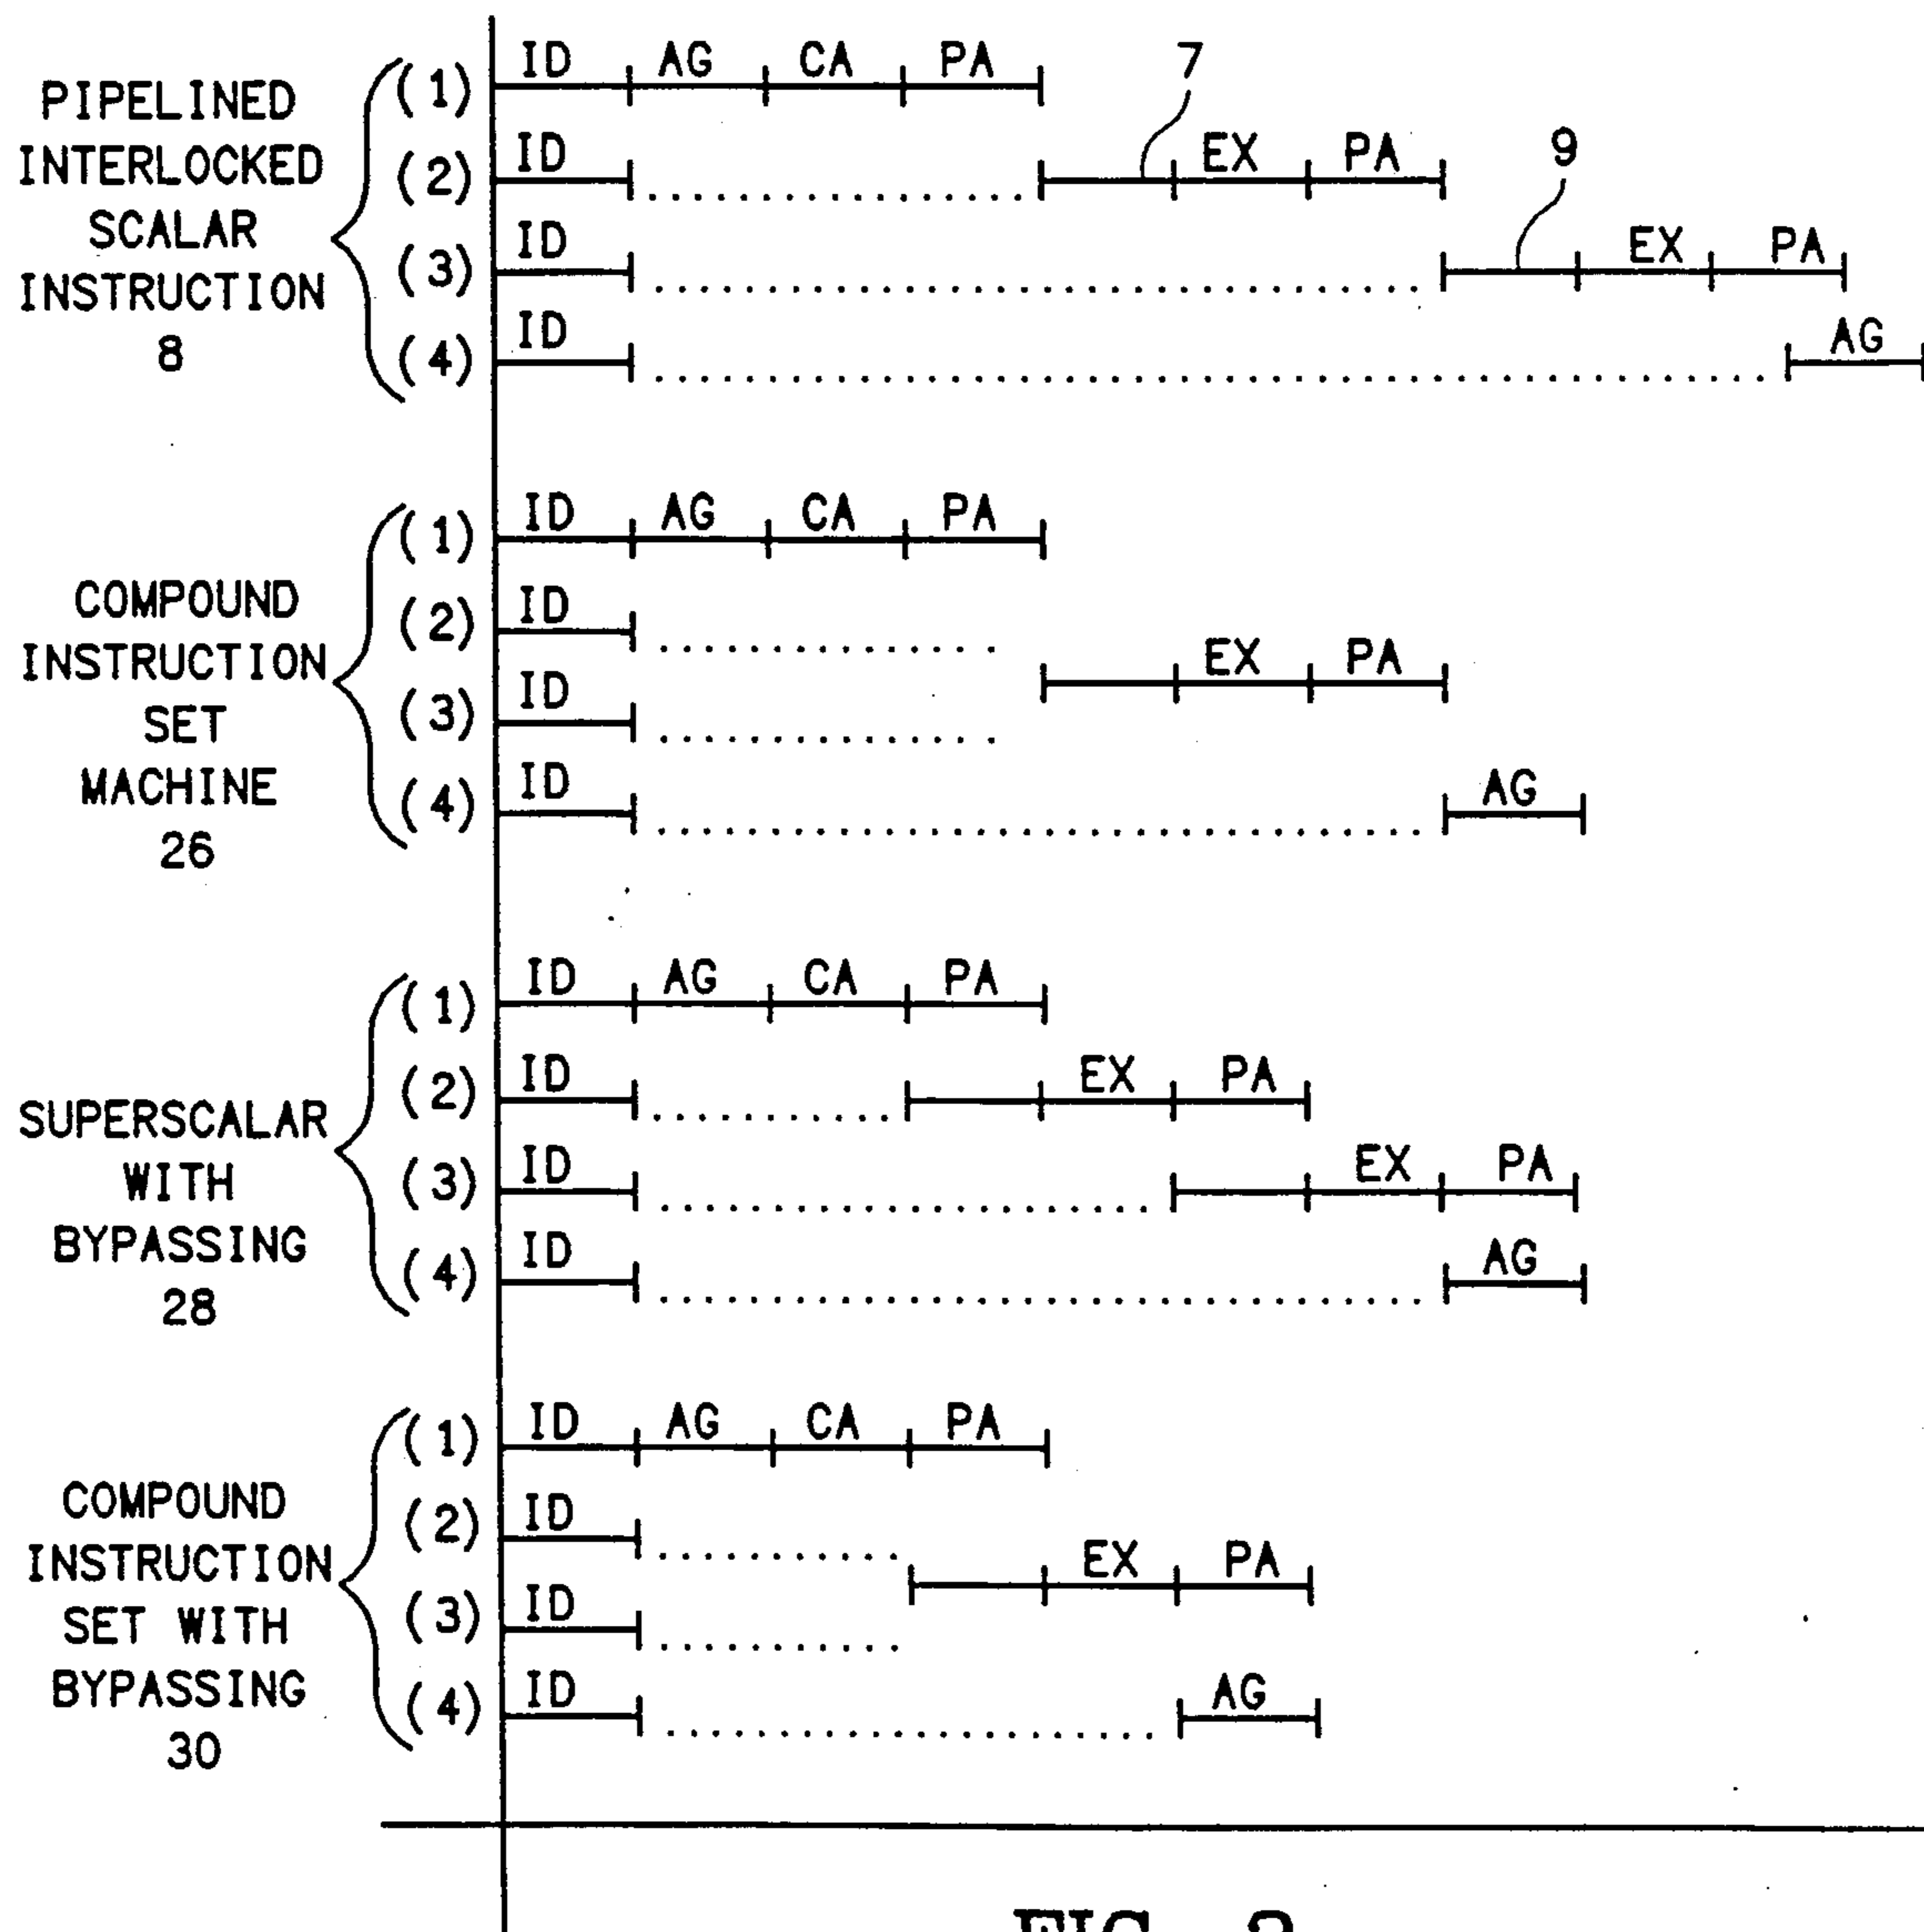 PIPELINED
INTERLOCKED
SCALAR
INSTRUCTION
8
(1) ID AG CA PA
7
(2) ID EX PA
9
(3) ID EX PA
(4) ID AG
COMPOUND
INSTRUCTION
SET
MACHINE
26
(1) ID AG CA PA
(2) ID
EX PA
(3) ID
(4) ID AG
SUPERSCALAR
WITH
BYPASSING
28
(1) ID AG CA PA
(2) ID EX PA
(3) ID EX PA
(4) ID AG
COMPOUND
INSTRUCTION
SET WITH
BYPASSING
30
(1) ID AG CA PA
(2) ID
EX PA
(3) ID
(4) ID AG